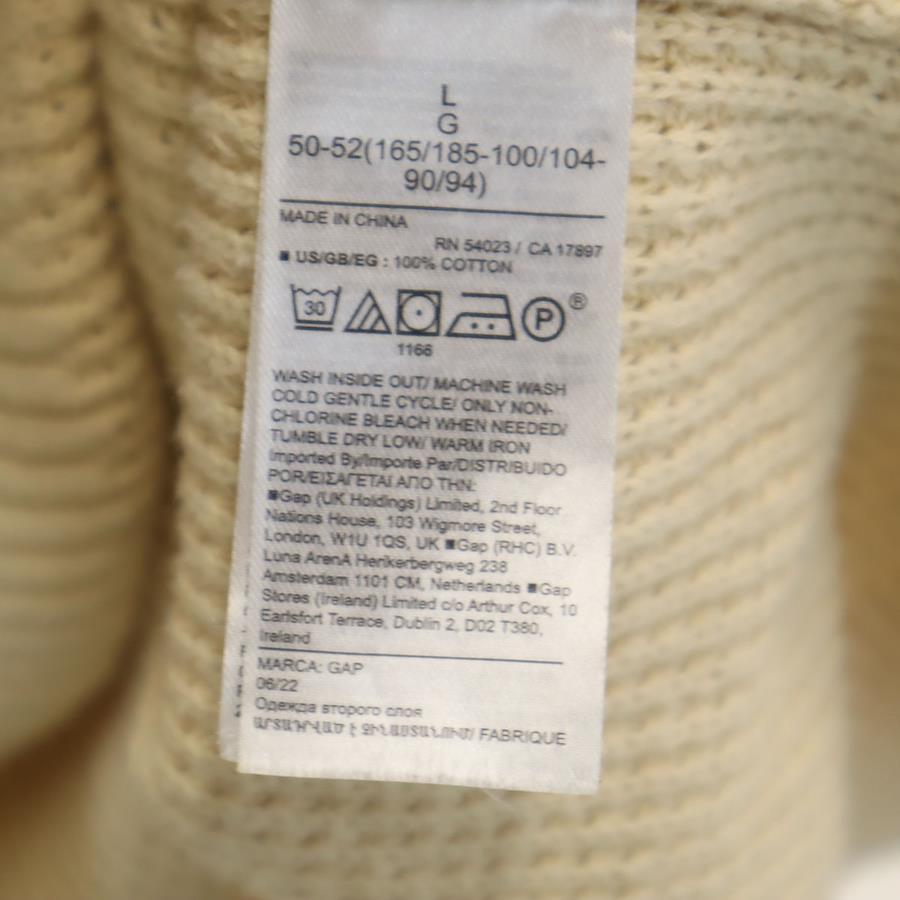 L
G
50-52(165/185-100/104-
90/94)
MADE IN CHINA
RN 54023 / CA 17897
■ US/GB/EG : 100% COTTON
30 P ®
1166
WASH INSIDE OUT/ MACHINE WASH
COLD GENTLE CYCLE/ ONLY NON-
CHLORINE BLEACH WHEN NEEDED/
TUMBLE DRY LOW/ WARM IRON
Imported By/Importe Par/DISTRIBUIDO
POR/ΕΙΣΑΓΕΤΑΙ ΑΠΟ ΤΗΝ:
■Gap (UK Holdings) Limited, 2nd Floor
Nations House, 103 Wigmore Street,
London, W1U 1QS, UK ■Gap (RHC) B.V.
Luna ArenA Herikerbergweg 238
Amsterdam 1101 CM, Netherlands ■Gap
Stores (Ireland) Limited c/o Arthur Cox, 10
Earlsfort Terrace, Dublin 2, D02 T380,
Ireland
MARCA: GAP
06/22
Одежда второго слоя
ԱՐՏԱԴՐՎԱԾ Է ՉԻՆԱՍՏԱՆՈՒՄ/ FABRIQUE